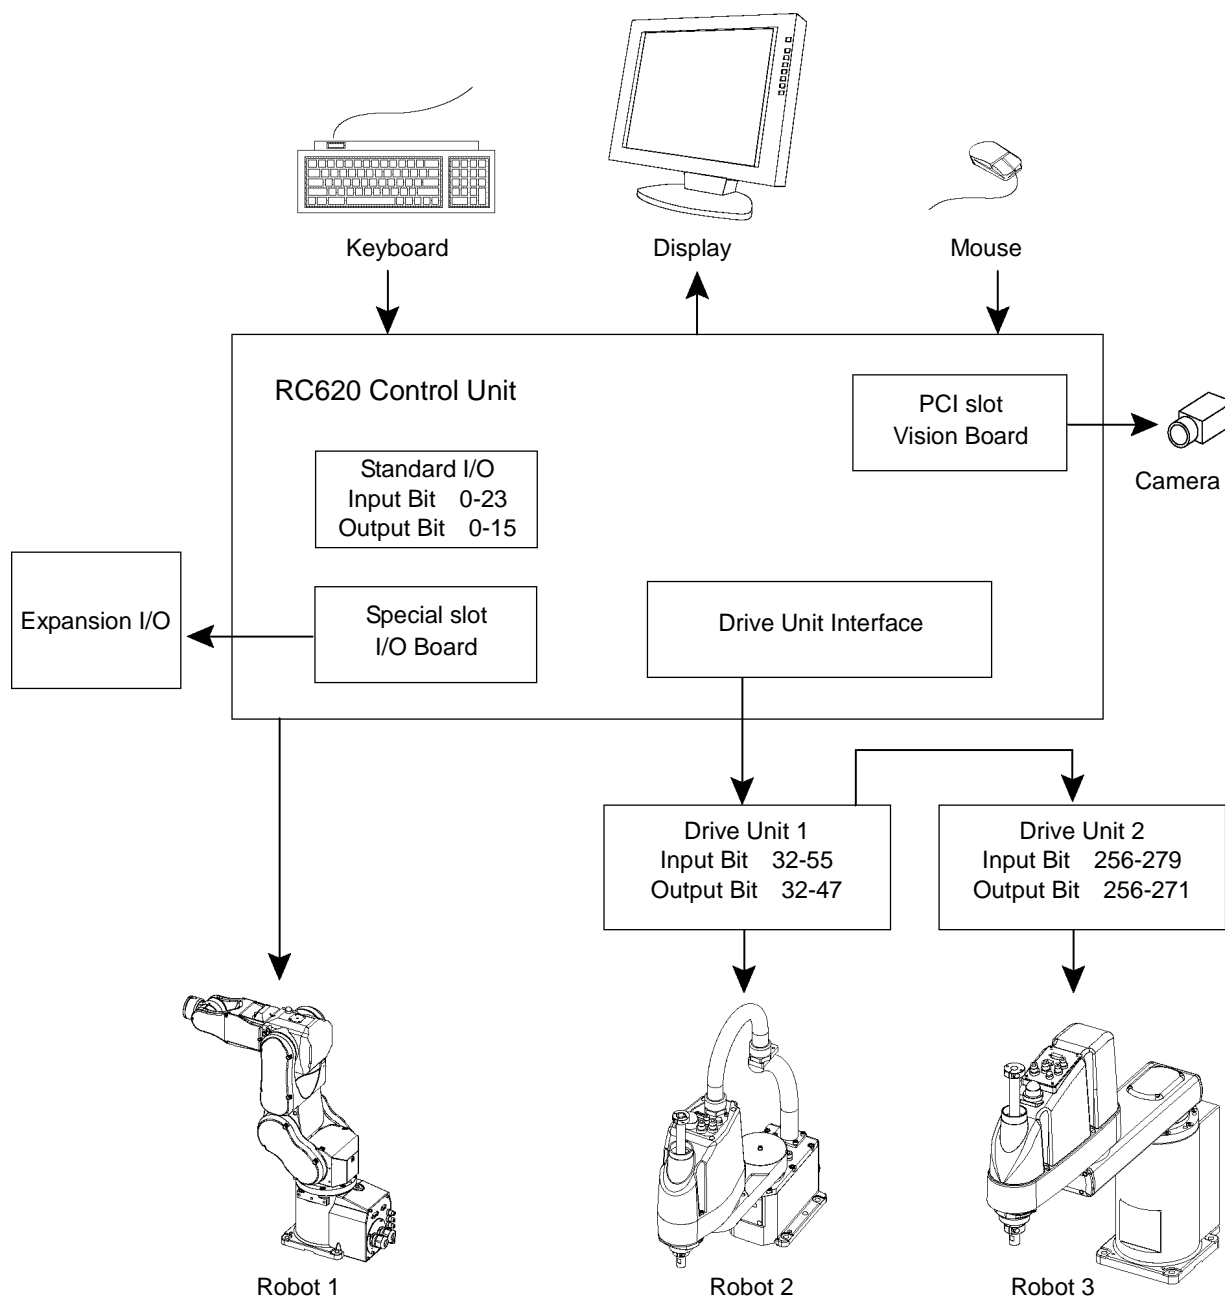 Keyboard
Display
Mouse
RC620 Control Unit
PCI slot
Vision Board
Camera
Standard I/O
Input Bit 0-23
Output Bit 0-15
Expansion I/O
Special slot
I/O Board
Drive Unit Interface
Drive Unit 1
Input Bit 32-55
Output Bit 32-47
Drive Unit 2
Input Bit 256-279
Output Bit 256-271
Robot 1
Robot 2
Robot 3